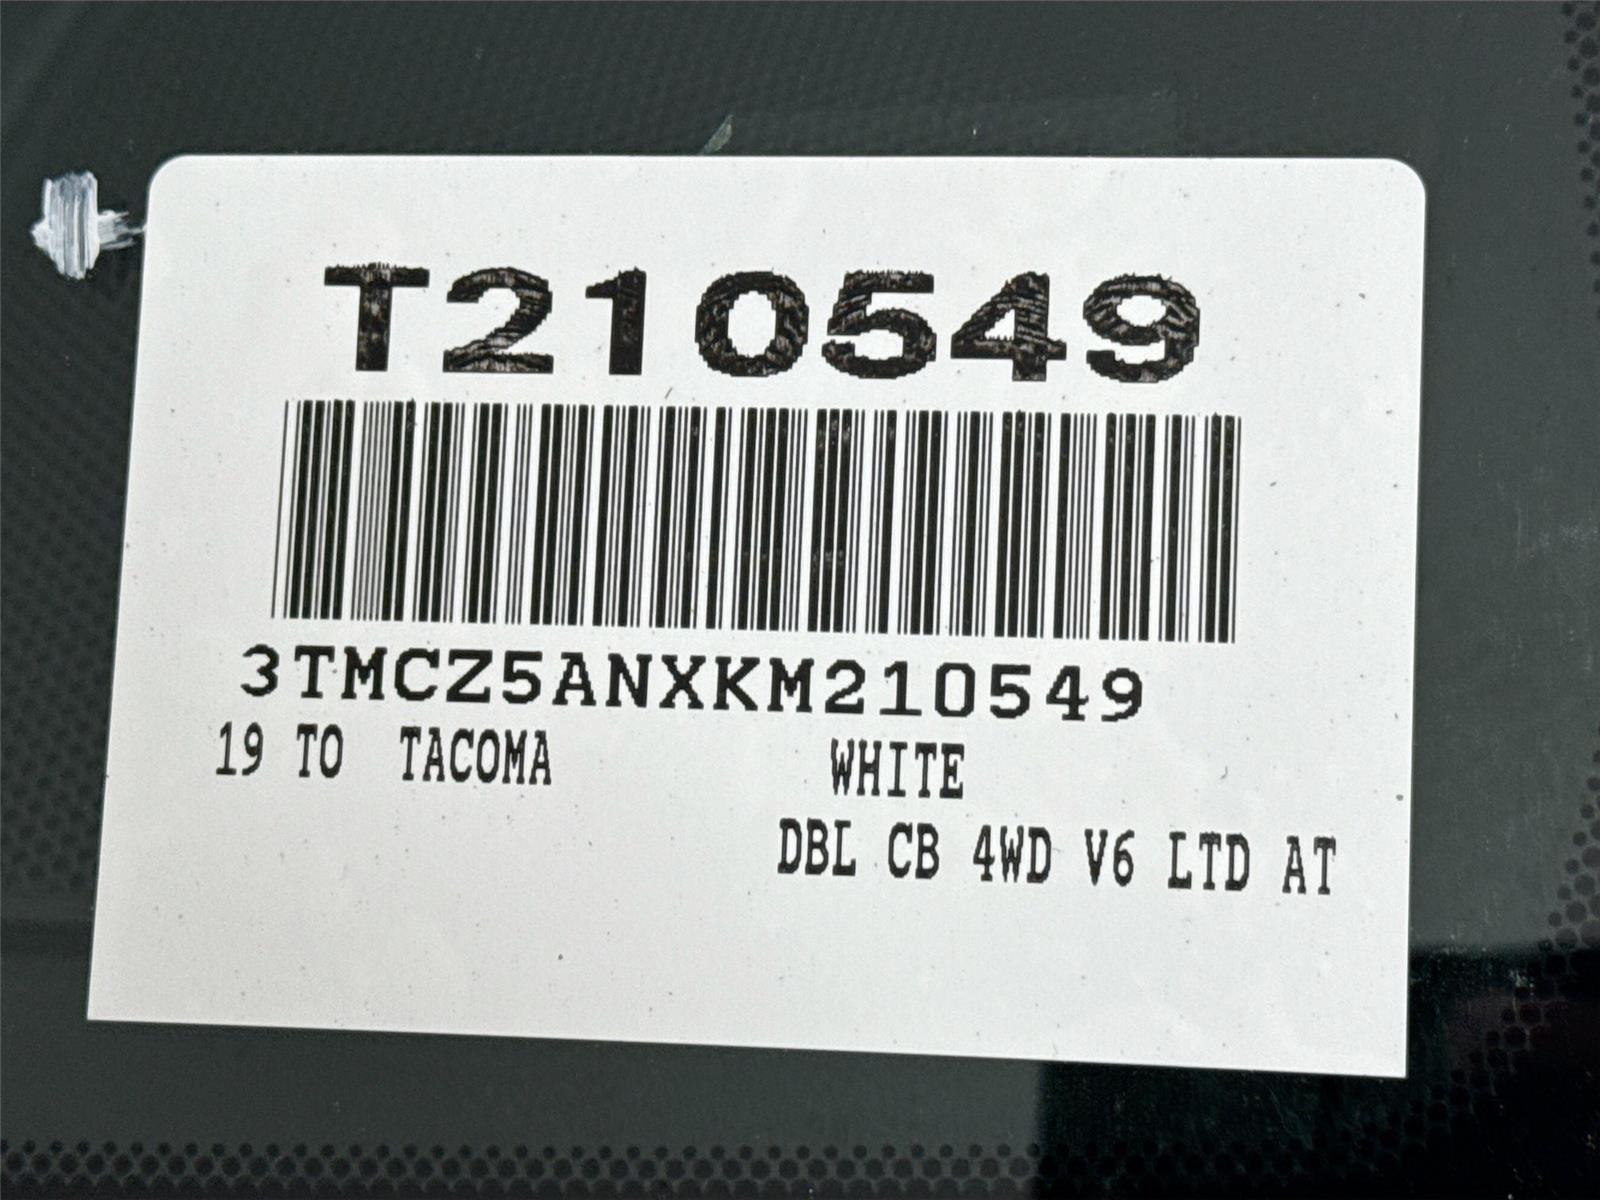 T210549
3TMCZ5ANXKM210549
19 TO TACOMA WHITE
DBL CB 4WD V6 LTD AT